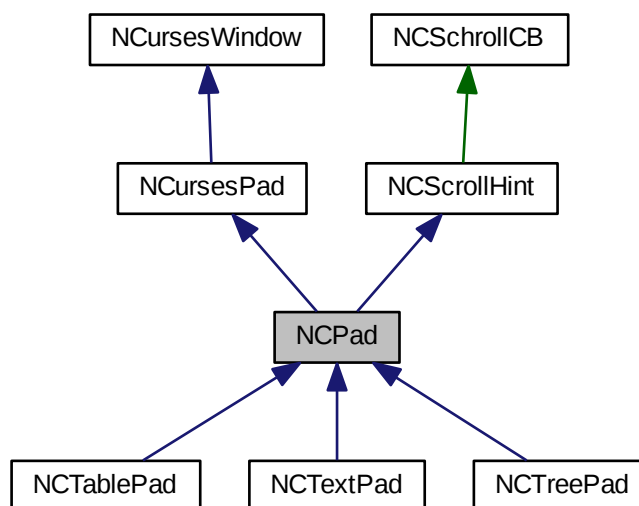 NCursesWindow
NCSchrollCB
NCursesPad
NCScrollHint
NCPad
NCTablePad
NCTextPad
NCTreePad